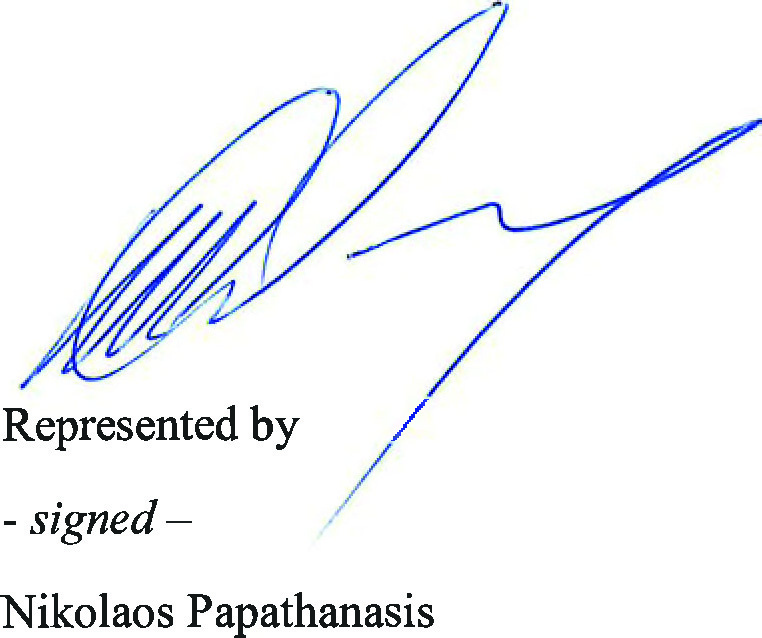 Represented by
- signed –
Nikolaos Papathanasis